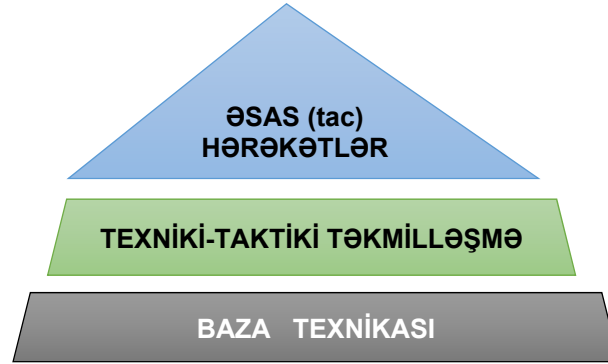 ƏSAS (tac)
HƏRƏKƏTLƏR
TEXNİKİ-TAKTİKİ TƏKMİLLƏŞMƏ
BAZA TEXNİKASI